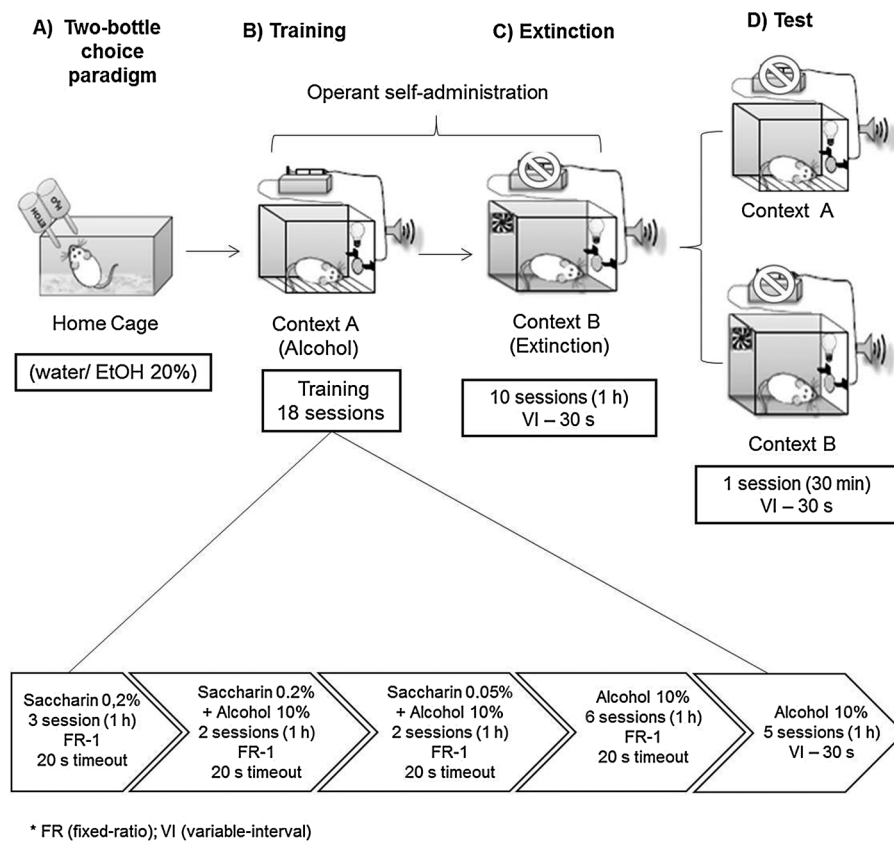 A) Two-bottle
choice
paradigm
B) Training
C) Extinction
D) Test
Operant self-administration
EtOH
H₂O
Home Cage
(water/ EtOH 20%)
Context A
(Alcohol)
Training
18 sessions
Context B
(Extinction)
10 sessions (1 h)
VI – 30 s
Context A
Context B
1 session (30 min)
VI – 30 s
Saccharin 0,2%
3 session (1 h)
FR-1
20 s timeout
Saccharin 0.2%
+ Alcohol 10%
2 sessions (1 h)
FR-1
20 s timeout
Saccharin 0.05%
+ Alcohol 10%
2 sessions (1 h)
FR-1
20 s timeout
Alcohol 10%
6 sessions (1 h)
FR-1
20 s timeout
Alcohol 10%
5 sessions (1 h)
VI – 30 s
* FR (fixed-ratio); VI (variable-interval)